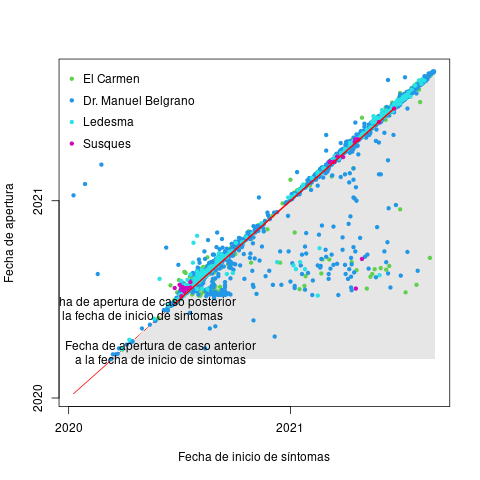 El Carmen
Dr. Manuel Belgrano
Ledesma
Susques
Fecha de apertura
2021
2020
ha de apertura de caso posterior
la fecha de inicio de síntomas
Fecha de apertura de caso anterior
a la fecha de inicio de síntomas
2020
2021
Fecha de inicio de síntomas